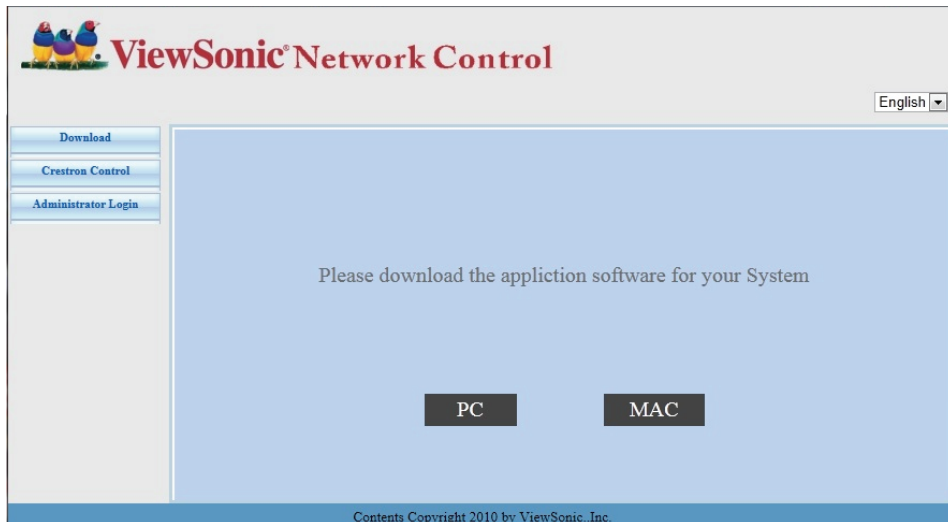 ViewSonic® Network Control
English
Download
Crestron Control
Administrator Login
Please download the appliction software for your System
PC
MAC
Contents Copyright 2010 by ViewSonic.,Inc.